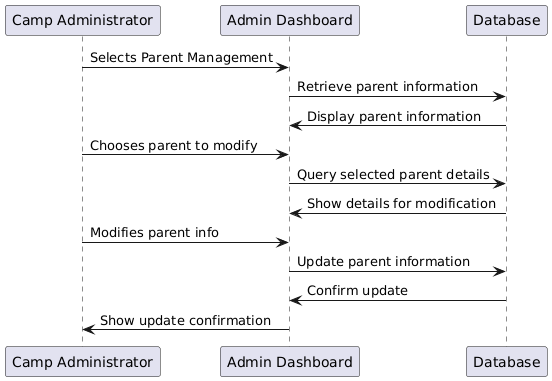 Camp Administrator
Admin Dashboard
Database
Selects Parent Management
Retrieve parent information
Display parent information
Chooses parent to modify
Query selected parent details
Show details for modification
Modifies parent info
Update parent information
Confirm update
Show update confirmation
Camp Administrator
Admin Dashboard
Database